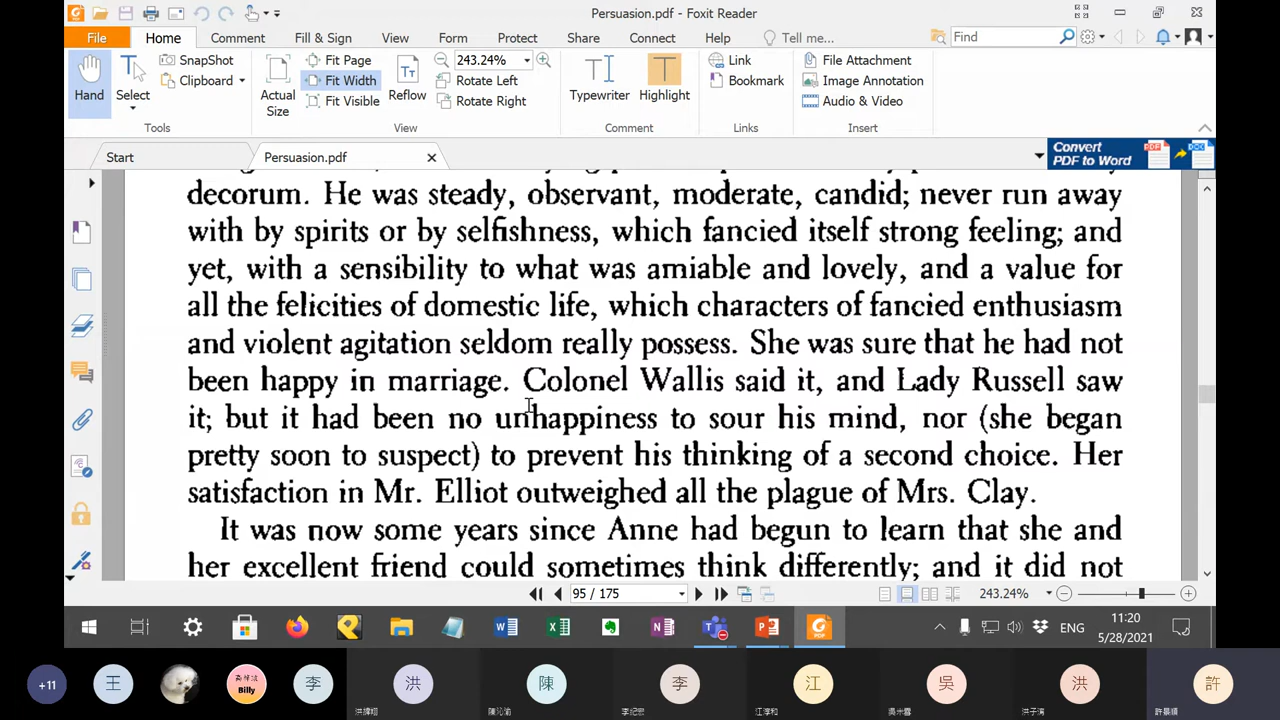 Persuasion.pdf - Foxit Reader
File Home Comment Fill & Sign View Form Protect Share Connect Help Tell me... Find
Hand Select SnapShot Clipboard Actual Size Fit Page Fit Width Fit Visible Reflow 243.24% Rotate Left Rotate Right Typewriter Highlight Link Bookmark File Attachment Image Annotation Audio & Video
Tools View Comment Links Insert
Start Persuasion.pdf Convert PDF to Word
decorum. He was steady, observant, moderate, candid; never run away
with by spirits or by selfishness, which fancied itself strong feeling; and
yet, with a sensibility to what was amiable and lovely, and a value for
all the felicities of domestic life, which characters of fancied enthusiasm
and violent agitation seldom really possess. She was sure that he had not
been happy in marriage. Colonel Wallis said it, and Lady Russell saw
it; but it had been no unhappiness to sour his mind, nor (she began
pretty soon to suspect) to prevent his thinking of a second choice. Her
satisfaction in Mr. Elliot outweighed all the plague of Mrs. Clay.
It was now some years since Anne had begun to learn that she and
her excellent friend could sometimes think differently; and it did not
95 / 175 243.24%
ENG 11:20
5/28/2021
+11 王 Billy 李 洪 陳 李 江 吳 洪 許